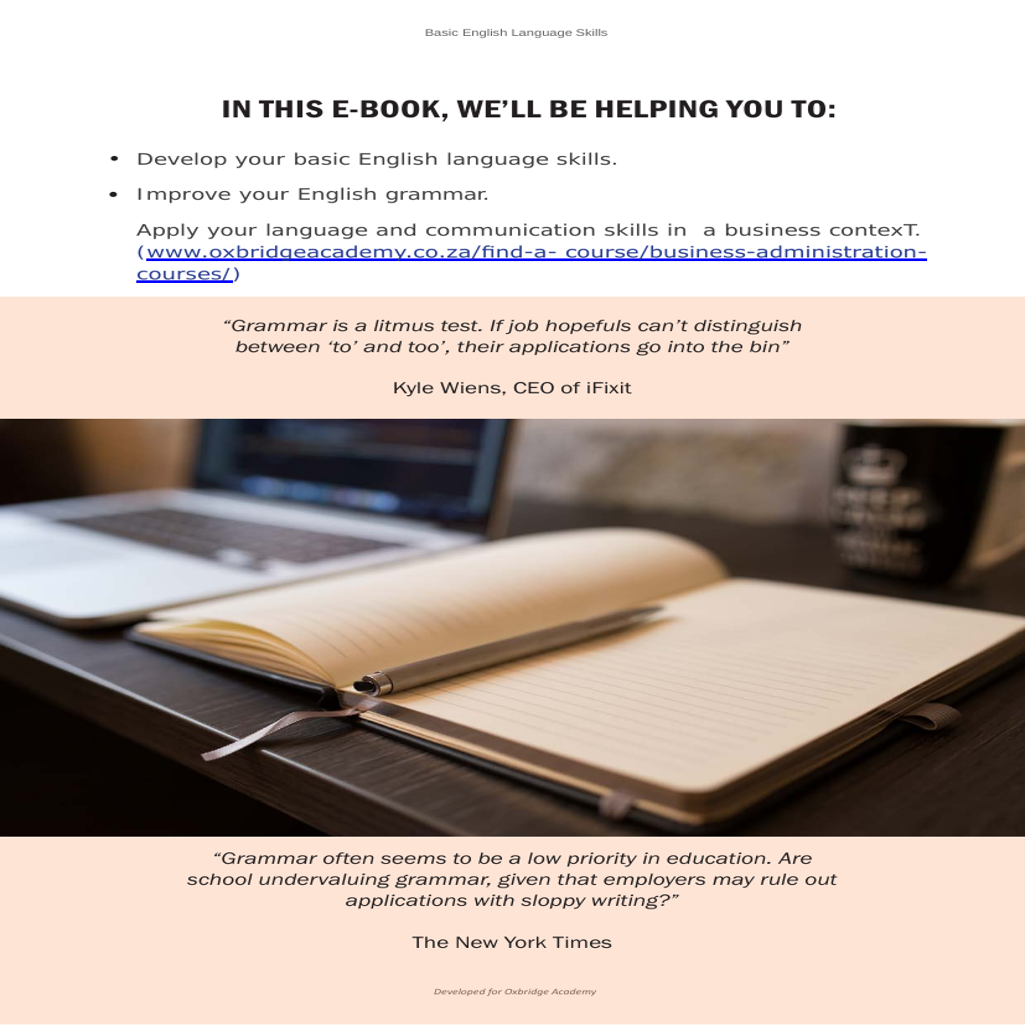 Basic English Language Skills
IN THIS E-BOOK, WE’LL BE HELPING YOU TO:
• Develop your basic English language skills.
• Improve your English grammar.
Apply your language and communication skills in a business contexT.
(www.oxbridgeacademy.co.za/find-a- course/business-administration-
courses/)
“Grammar is a litmus test. If job hopefuls can’t distinguish
between ‘to’ and too’, their applications go into the bin”
Kyle Wiens, CEO of iFixit
KEEP
“Grammar often seems to be a low priority in education. Are
school undervaluing grammar, given that employers may rule out
applications with sloppy writing?”
The New York Times
Developed for Oxbridge Academy